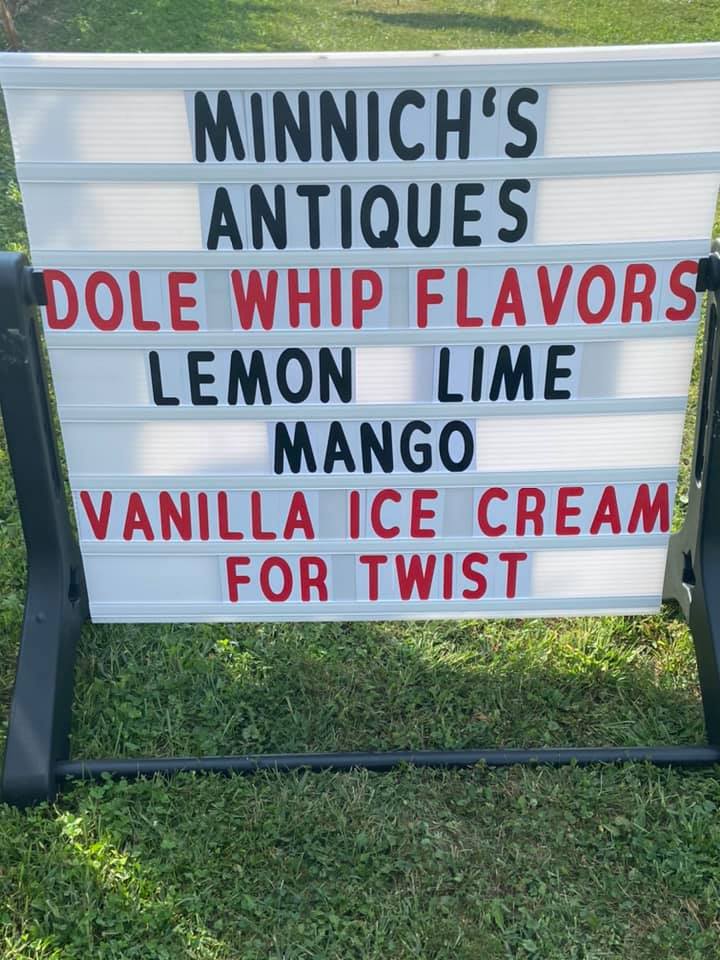 MINNICH‘S
ANTIQUES
DOLE WHIP FLAVORS
LEMON LIME
MANGO
VANILLA ICE CREAM
FOR TWIST